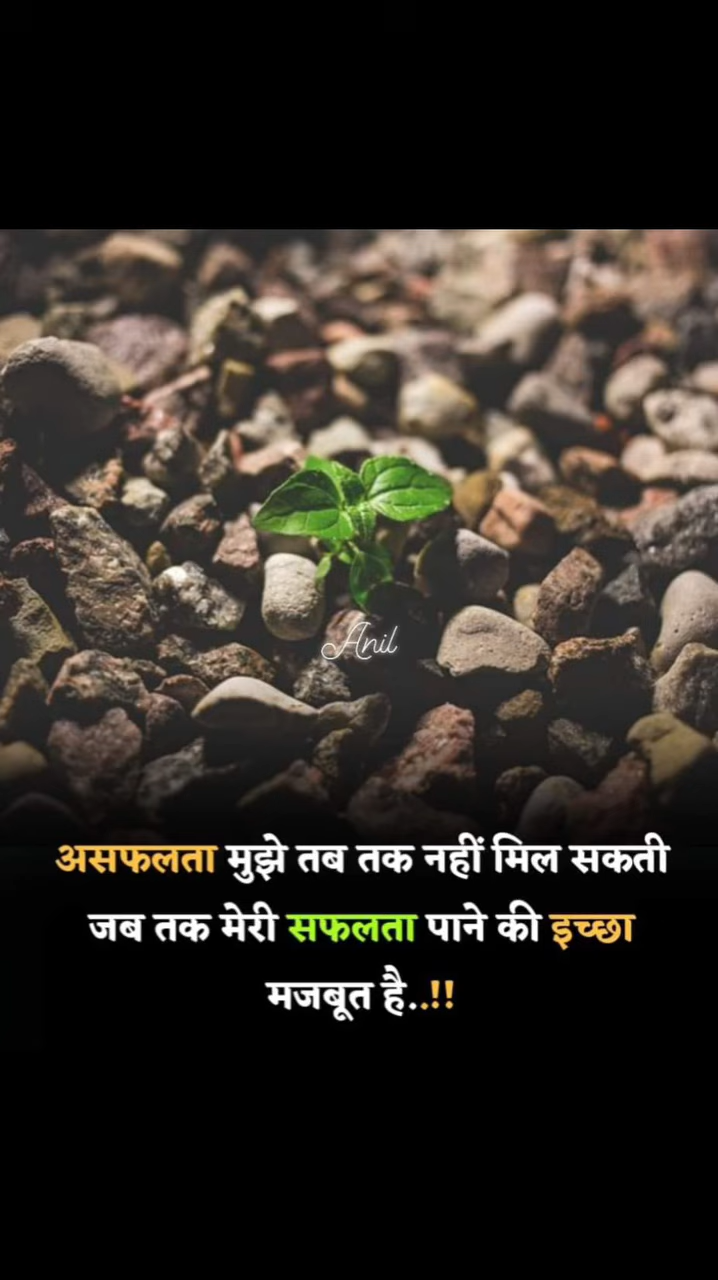 Anil
असफलता मुझे तब तक नहीं मिल सकती
जब तक मेरी सफलता पाने की इच्छा
मजबूत है..!!